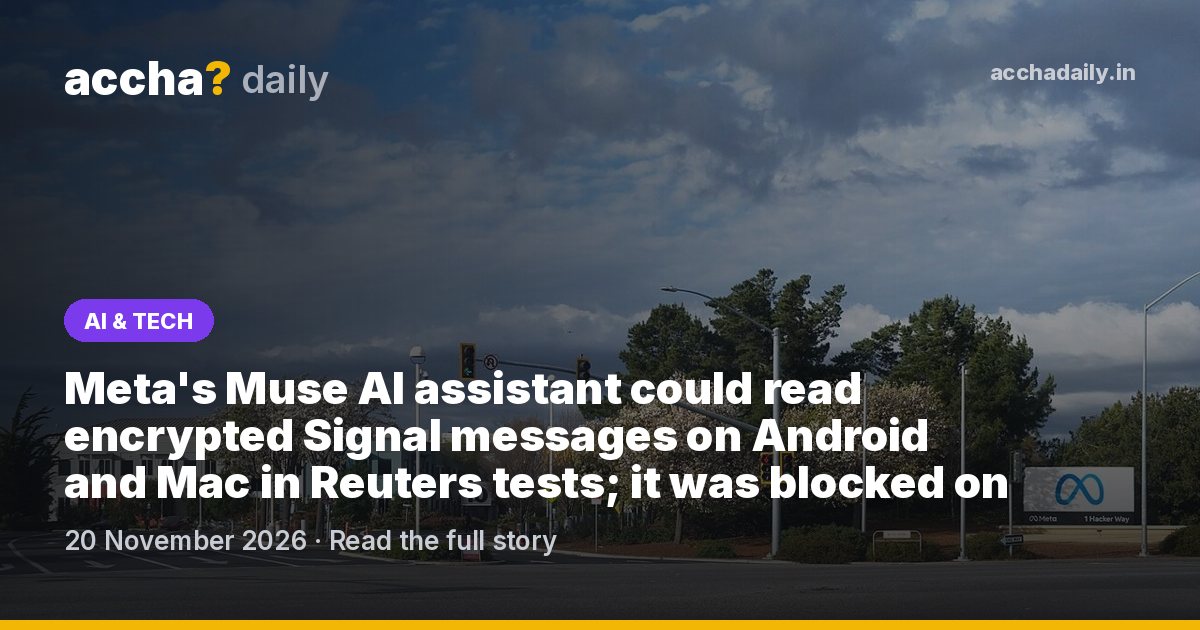 accha? daily
acchadaily.in
AI & TECH
Meta's Muse AI assistant could read
encrypted Signal messages on Android
and Mac in Reuters tests; it was blocked on
20 November 2026 · Read the full story
Meta
1 Hacker Way